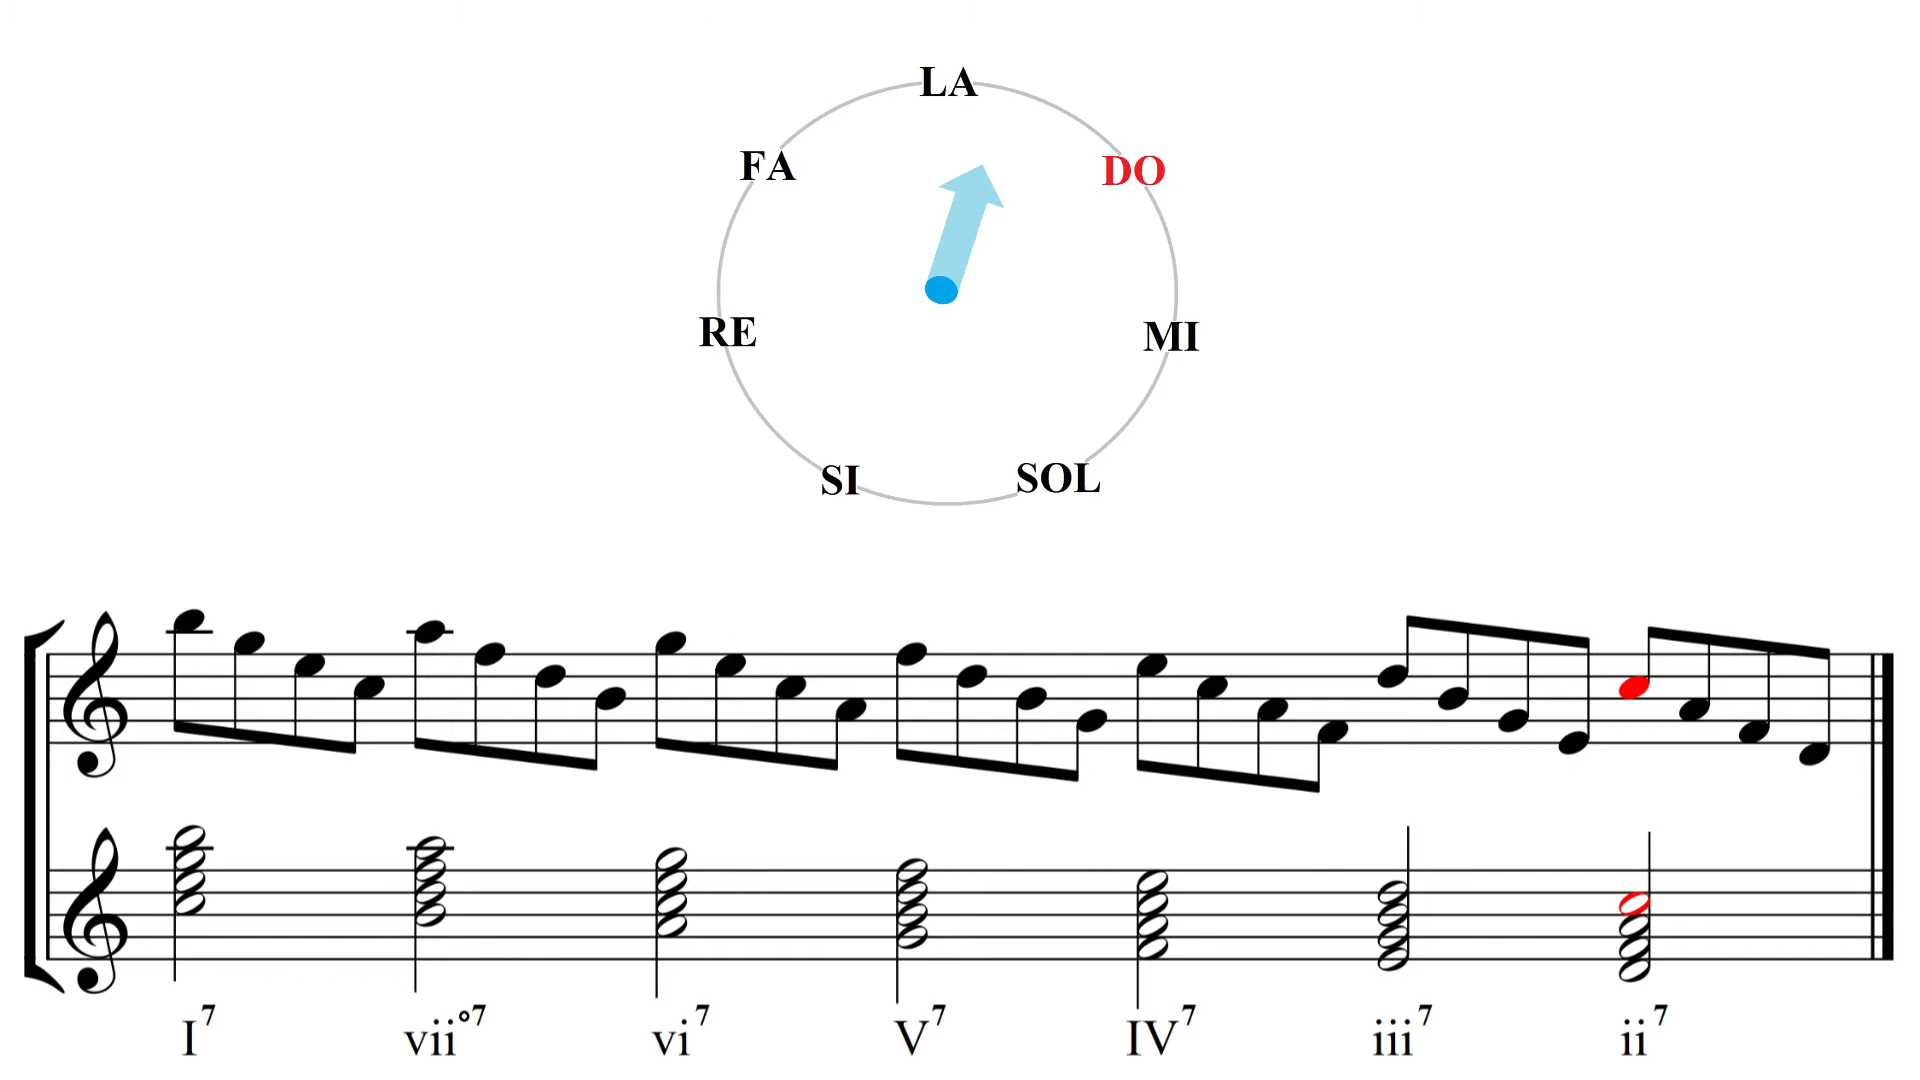 LA
FA DO
RE MI
SI SOL
I⁷ vii°⁷ vi⁷ V⁷ IV⁷ iii⁷ ii⁷